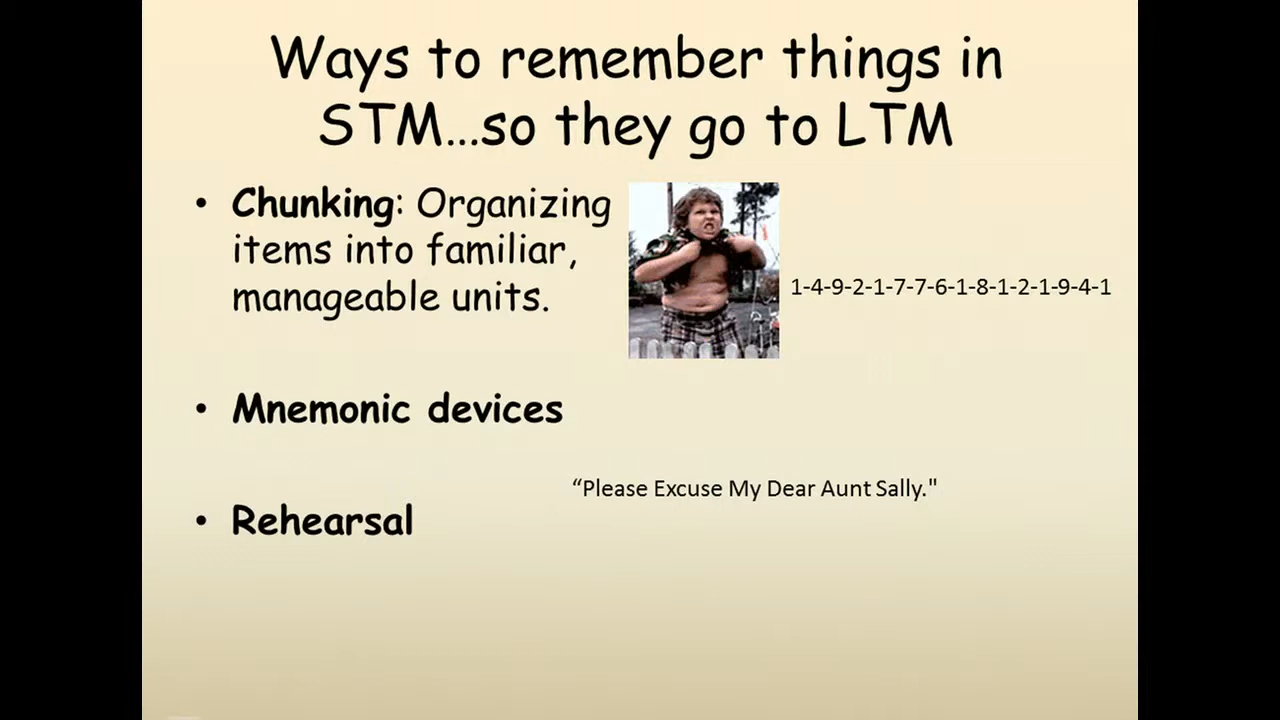 Ways to remember things in
STM...so they go to LTM
• Chunking: Organizing
items into familiar,
manageable units.
1-4-9-2-1-7-7-6-1-8-1-2-1-9-4-1
• Mnemonic devices
“Please Excuse My Dear Aunt Sally."
• Rehearsal